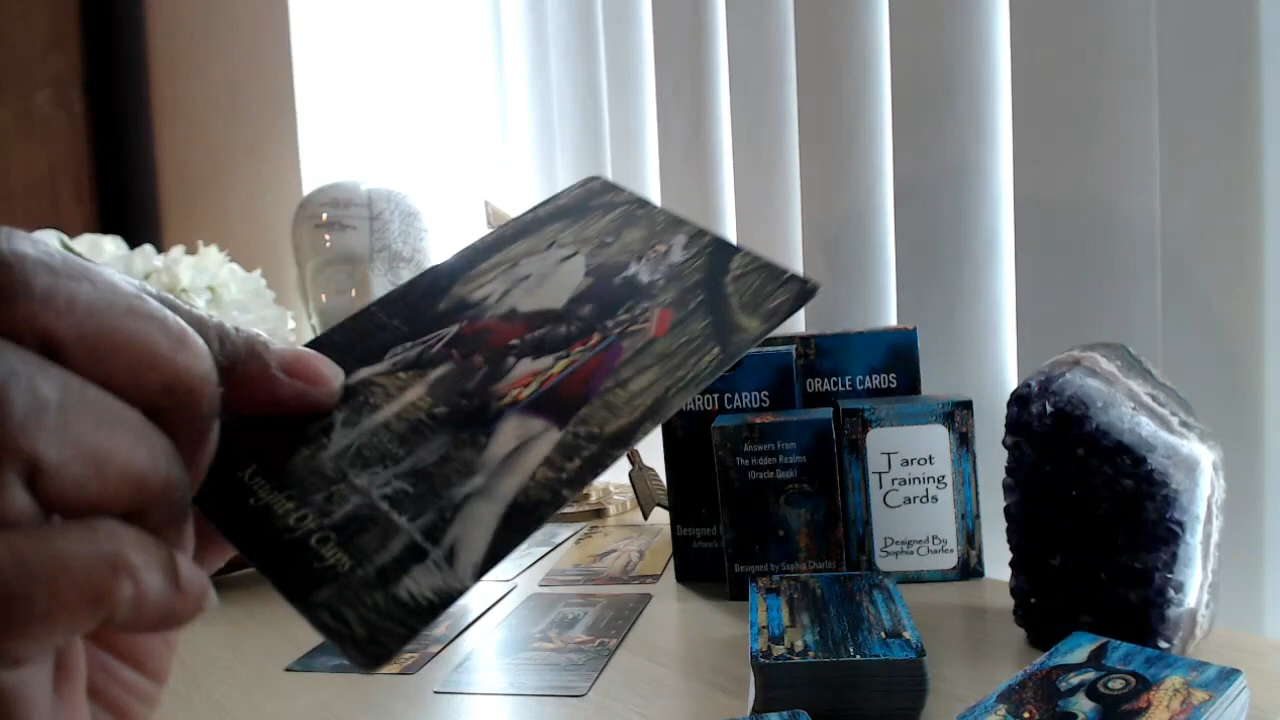 Knight Of Cups
TAROT CARDS
ORACLE CARDS
Answers From
The Hidden Realms
(Oracle Deck)
Designed by Sophia Charles
Designed
Tarot
Training
Cards
Designed By
Sophia Charles